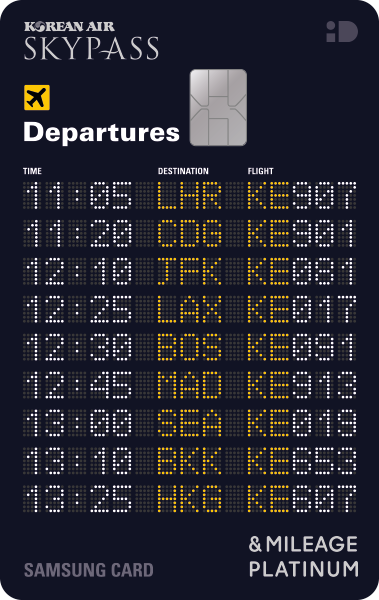 KOREAN AIR
SKYPASS
iD
Departures
TIME DESTINATION FLIGHT
11:05 LHR KE907
11:20 CDG KE901
12:10 JFK KE081
12:25 LAX KE017
12:30 BOS KE091
12:45 MAD KE913
13:00 SEA KE019
13:10 BKK KE653
13:25 HKG KE607
&MILEAGE
SAMSUNG CARD PLATINUM